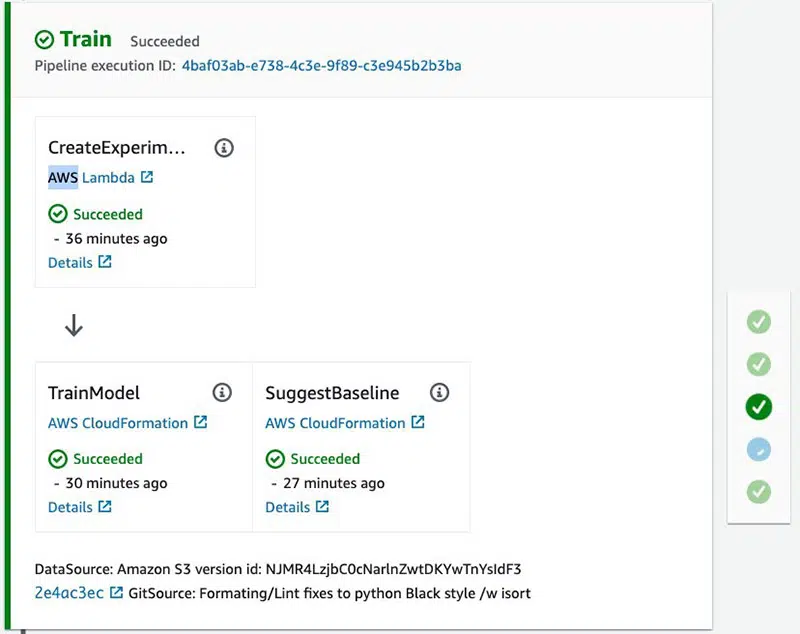 Train Succeeded
Pipeline execution ID: 4baf03ab-e738-4c3e-9f89-c3e945b2b3ba
CreateExperim...
AWS Lambda
Succeeded
- 36 minutes ago
Details
TrainModel
AWS CloudFormation
Succeeded
- 30 minutes ago
Details
SuggestBaseline
AWS CloudFormation
Succeeded
- 27 minutes ago
Details
DataSource: Amazon S3 version id: NJMR4LzjbC0cNarlnZwtDKYwTnYsIdF3
2e4ac3ec GitSource: Formating/Lint fixes to python Black style /w isort